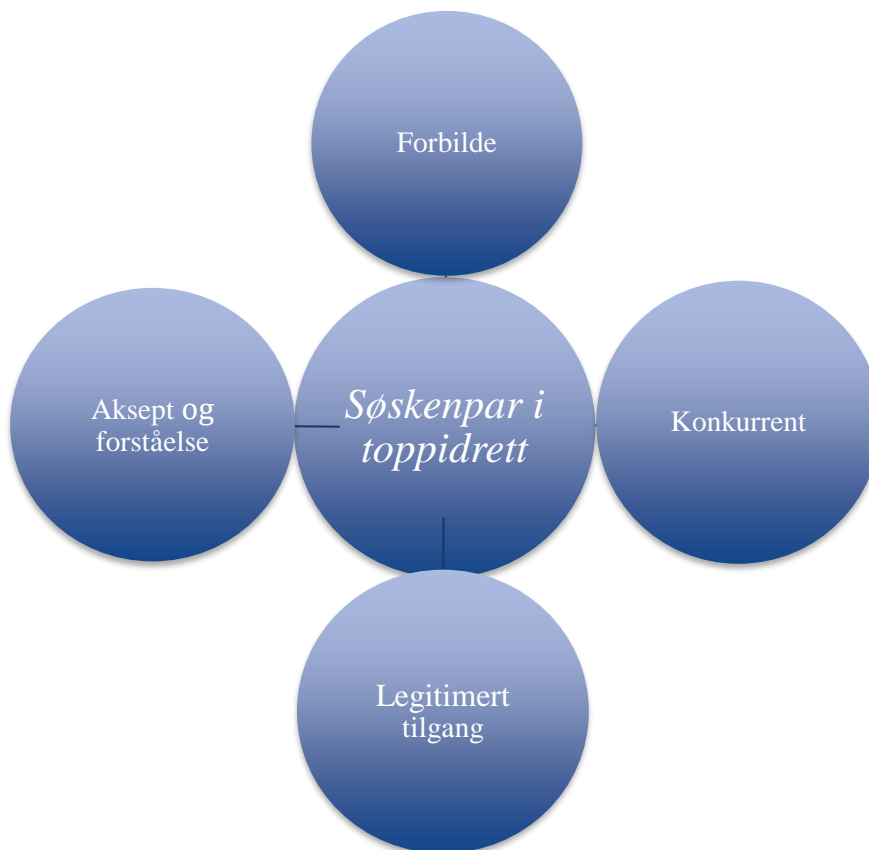 Forbilde
Aksept og
forståelse
Søskenpar i
toppidrett
Konkurrent
Legitimert
tilgang